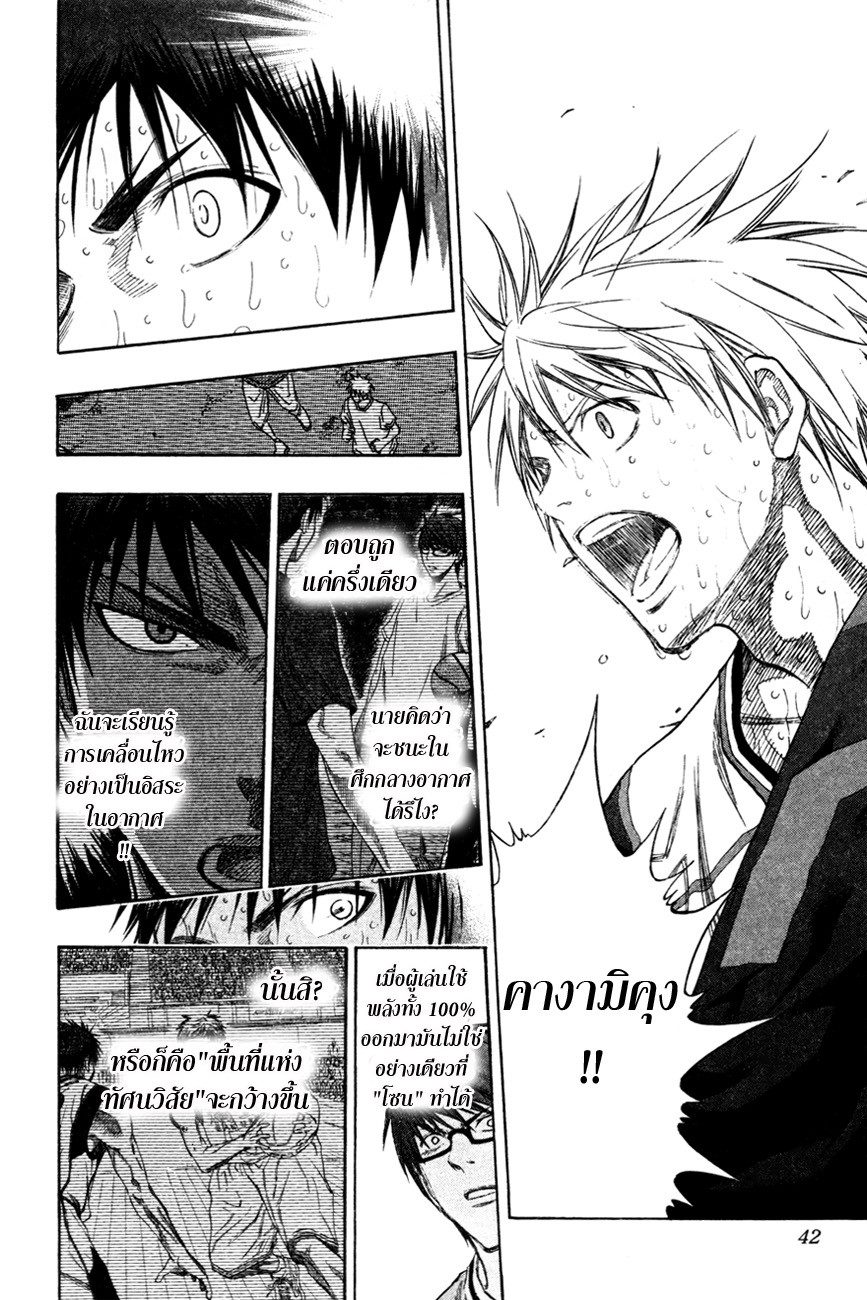 คางามิคุง
!!
ตอบถูก
แค่ครึ่งเดียว
นายคิดว่า
จะชนะใน
ศึกกลางอากาศ
ได้รึไง?
ฉันจะเรียนรู้
การเคลื่อนไหว
อย่างเป็นอิสระ
ในอากาศ
!!
เมื่อผู้เล่นใช้
พลังทั้ง 100%
ออกมามันไม่ใช่
อย่างเดียวที่
"โซน" ทำได้
นั้นสิ?
หรือก็คือ"พื้นที่แห่ง
ทัศนวิสัย"จะกว้างขึ้น
42